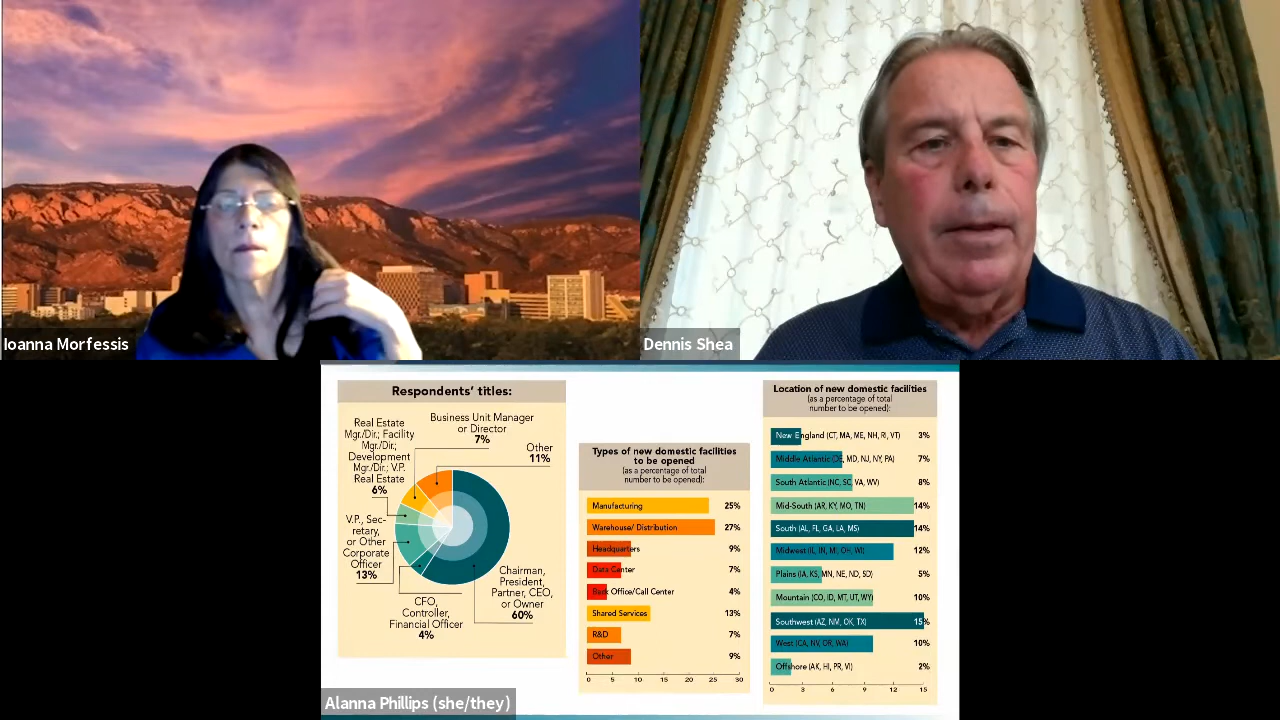 Ioanna Morfessis
Dennis Shea
Respondents' titles:
Real Estate
Mgr./Dir.; Facility
Mgr./Dir.;
Development
Mgr./Dir.; V.P.
Real Estate
6%
Business Unit Manager
or Director
7%
Other
11%
V.P., Sec-
retary,
or Other
Corporate
Officer
13%
CFO,
Controller,
Financial Officer
4%
Chairman,
President,
Partner, CEO,
or Owner
60%
Types of new domestic facilities
to be opened
(as a percentage of total
number to be opened):
Manufacturing 25%
Warehouse/ Distribution 27%
Headquarters 9%
Data Center 7%
Back Office/Call Center 4%
Shared Services 13%
R&D 7%
Other 9%
0 5 10 15 20 25 30
Location of new domestic facilities
(as a percentage of total
number to be opened):
New England (CT, MA, ME, NH, RI, VT) 3%
Middle Atlantic (DE, MD, NJ, NY, PA) 7%
South Atlantic (NC, SC, VA, WV) 8%
Mid-South (AR, KY, MO, TN) 14%
South (AL, FL, GA, LA, MS) 14%
Midwest (IL, IN, MI, OH, WI) 12%
Plains (IA, KS, MN, NE, ND, SD) 5%
Mountain (CO, ID, MT, UT, WY) 10%
Southwest (AZ, NM, OK, TX) 15%
West (CA, NV, OR, WA) 10%
Offshore (AK, HI, PR, VI) 2%
0 3 6 9 12 15
Alanna Phillips (she/they)